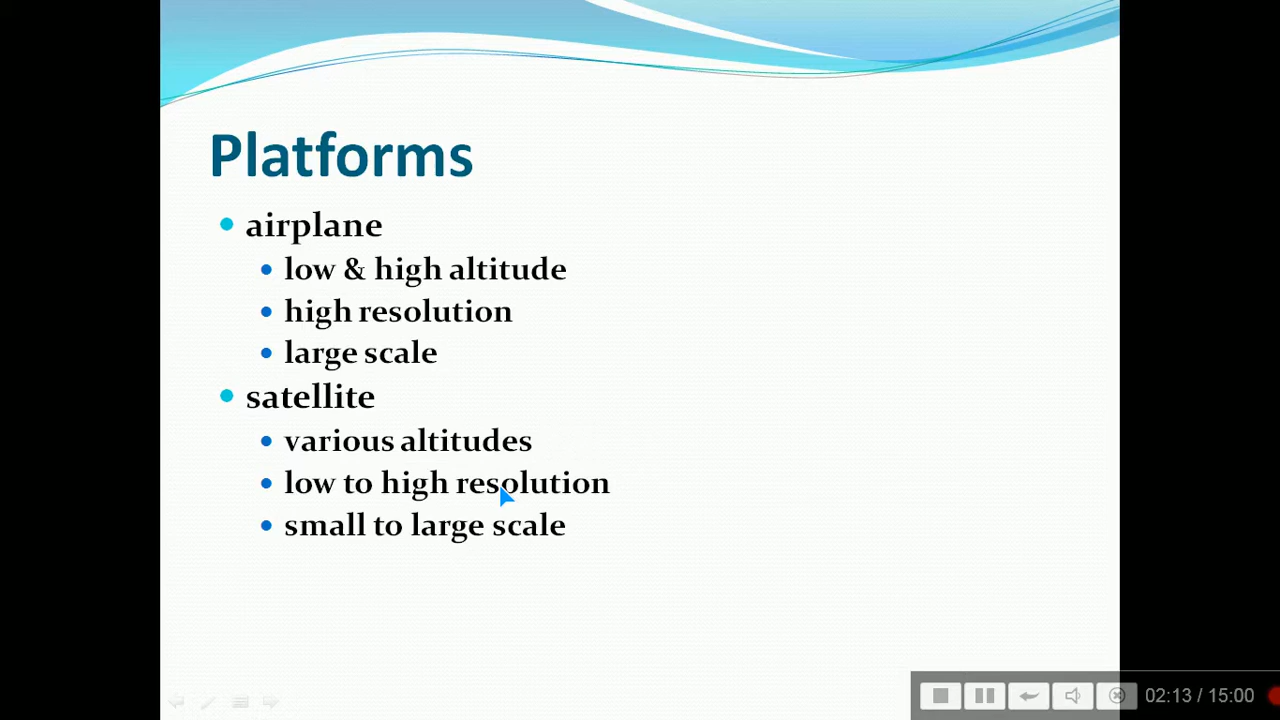 Platforms
airplane
low & high altitude
high resolution
large scale
satellite
various altitudes
low to high resolution
small to large scale
02:13 / 15:00